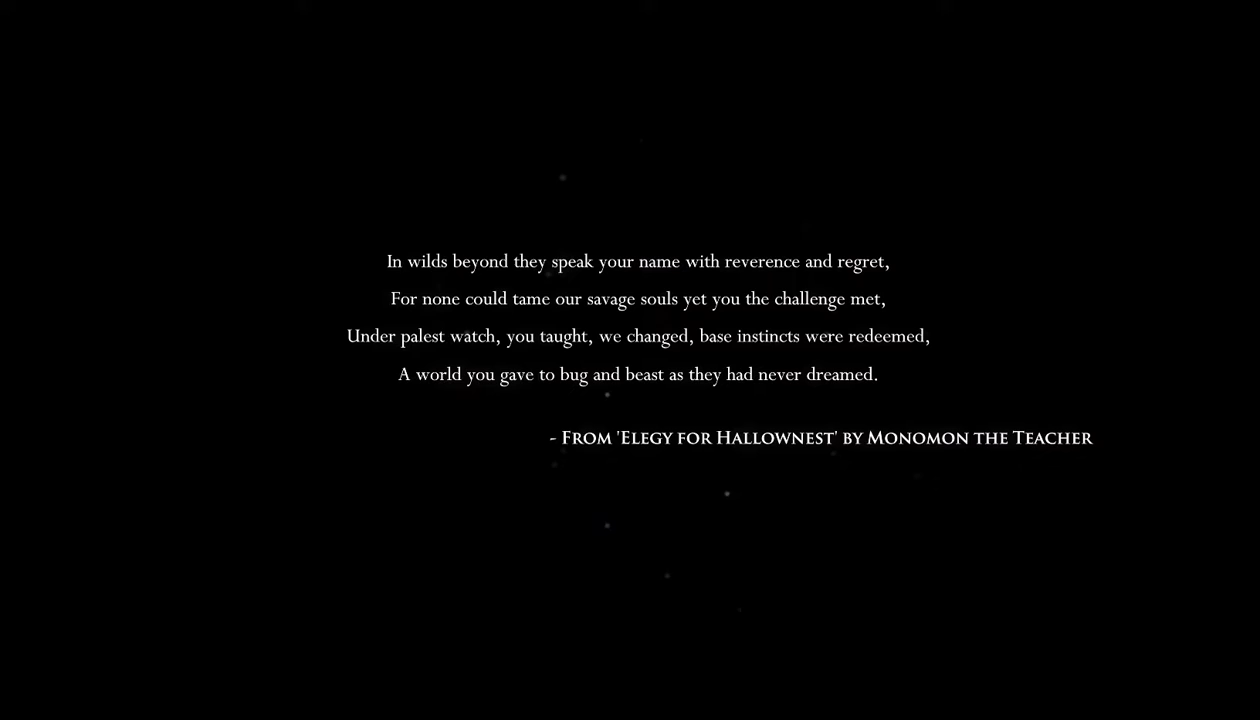 In wilds beyond they speak your name with reverence and regret,
For none could tame our savage souls yet you the challenge met,
Under palest watch, you taught, we changed, base instincts were redeemed,
A world you gave to bug and beast as they had never dreamed.
- From 'Elegy for Hallownest' by Monomon the Teacher